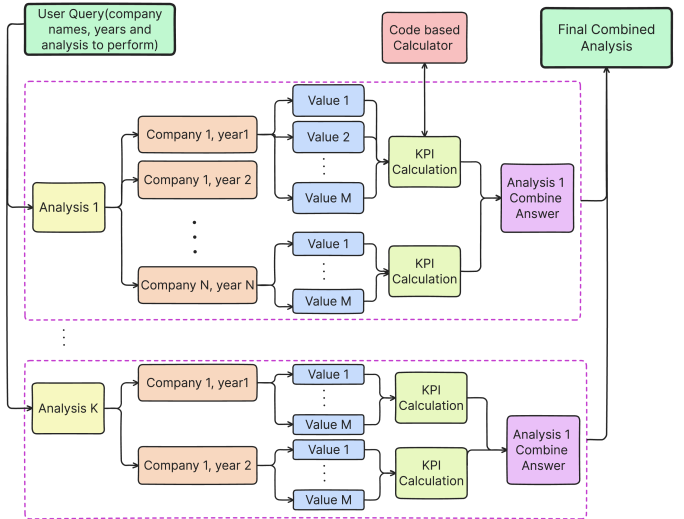 User Query(company
names, years and
analysis to perform)
Code based
Calculator
Final Combined
Analysis
Analysis 1
Company 1, year1
Company 1, year 2
Company N, year N
Value 1
Value 2
Value M
Value 1
Value M
KPI
Calculation
KPI
Calculation
Analysis 1
Combine
Answer
Analysis K
Company 1, year1
Company 1, year 2
Value 1
Value M
Value 1
Value M
KPI
Calculation
KPI
Calculation
Analysis 1
Combine
Answer